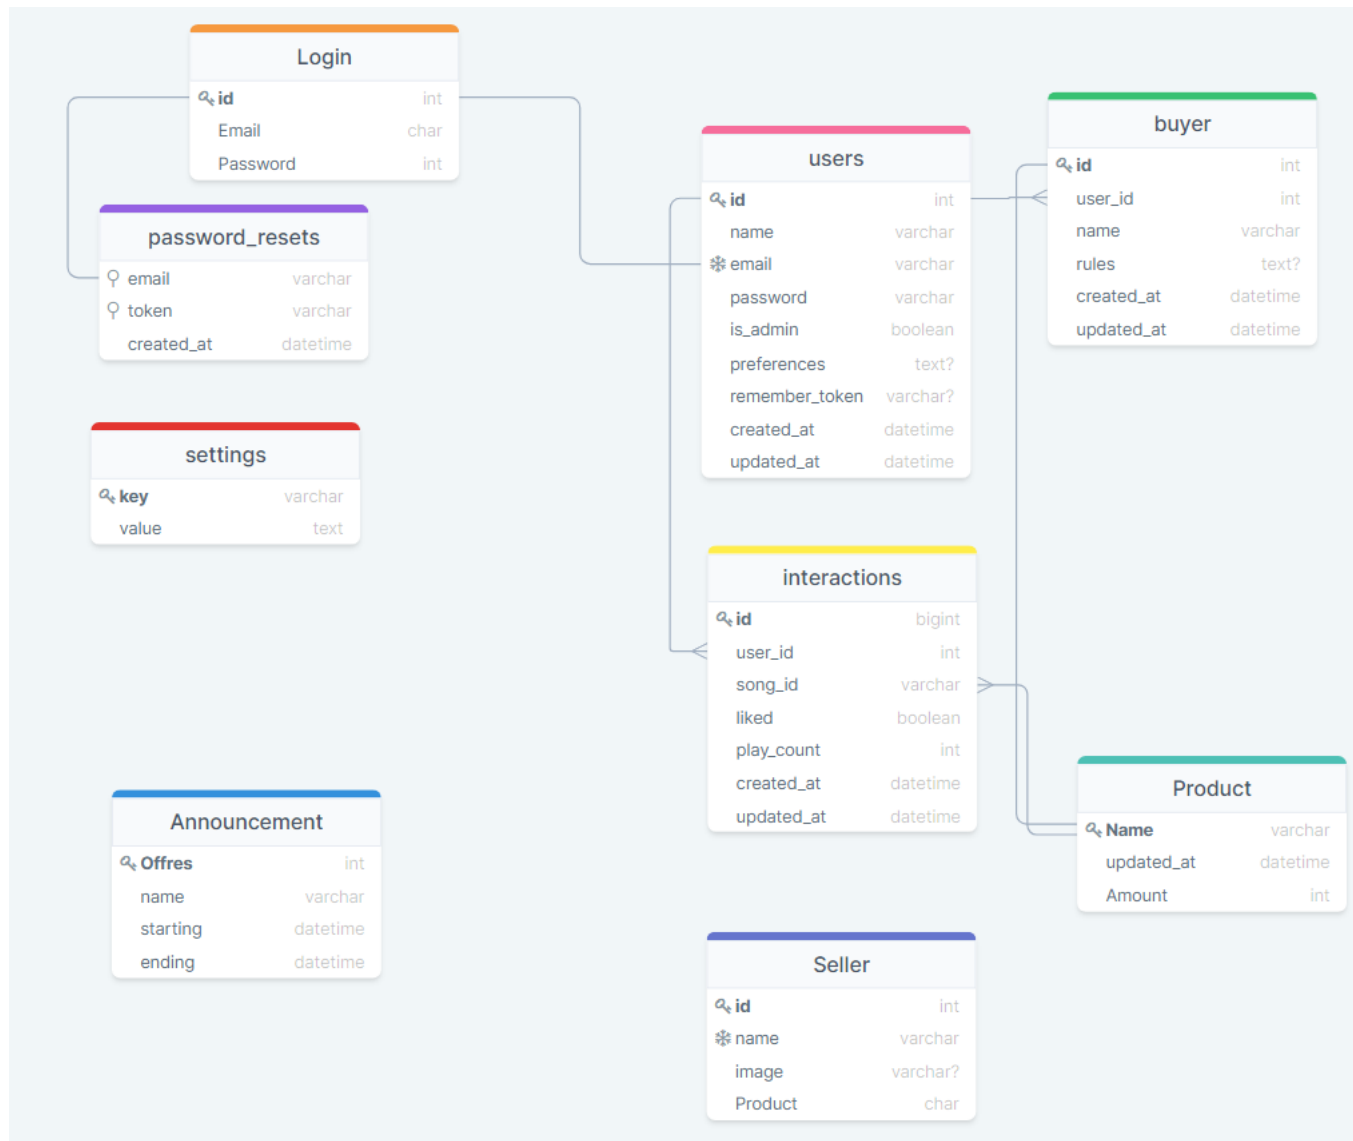 Login
id int
Email char
Password int
password_resets
email varchar
token varchar
created_at datetime
settings
key varchar
value text
Announcement
Offres int
name varchar
starting datetime
ending datetime
users
id int
name varchar
email varchar
password varchar
is_admin boolean
preferences text?
remember_token varchar?
created_at datetime
updated_at datetime
interactions
id bigint
user_id int
song_id varchar
liked boolean
play_count int
created_at datetime
updated_at datetime
Seller
id int
name varchar
image varchar?
Product char
buyer
id int
user_id int
name varchar
rules text?
created_at datetime
updated_at datetime
Product
Name varchar
updated_at datetime
Amount int